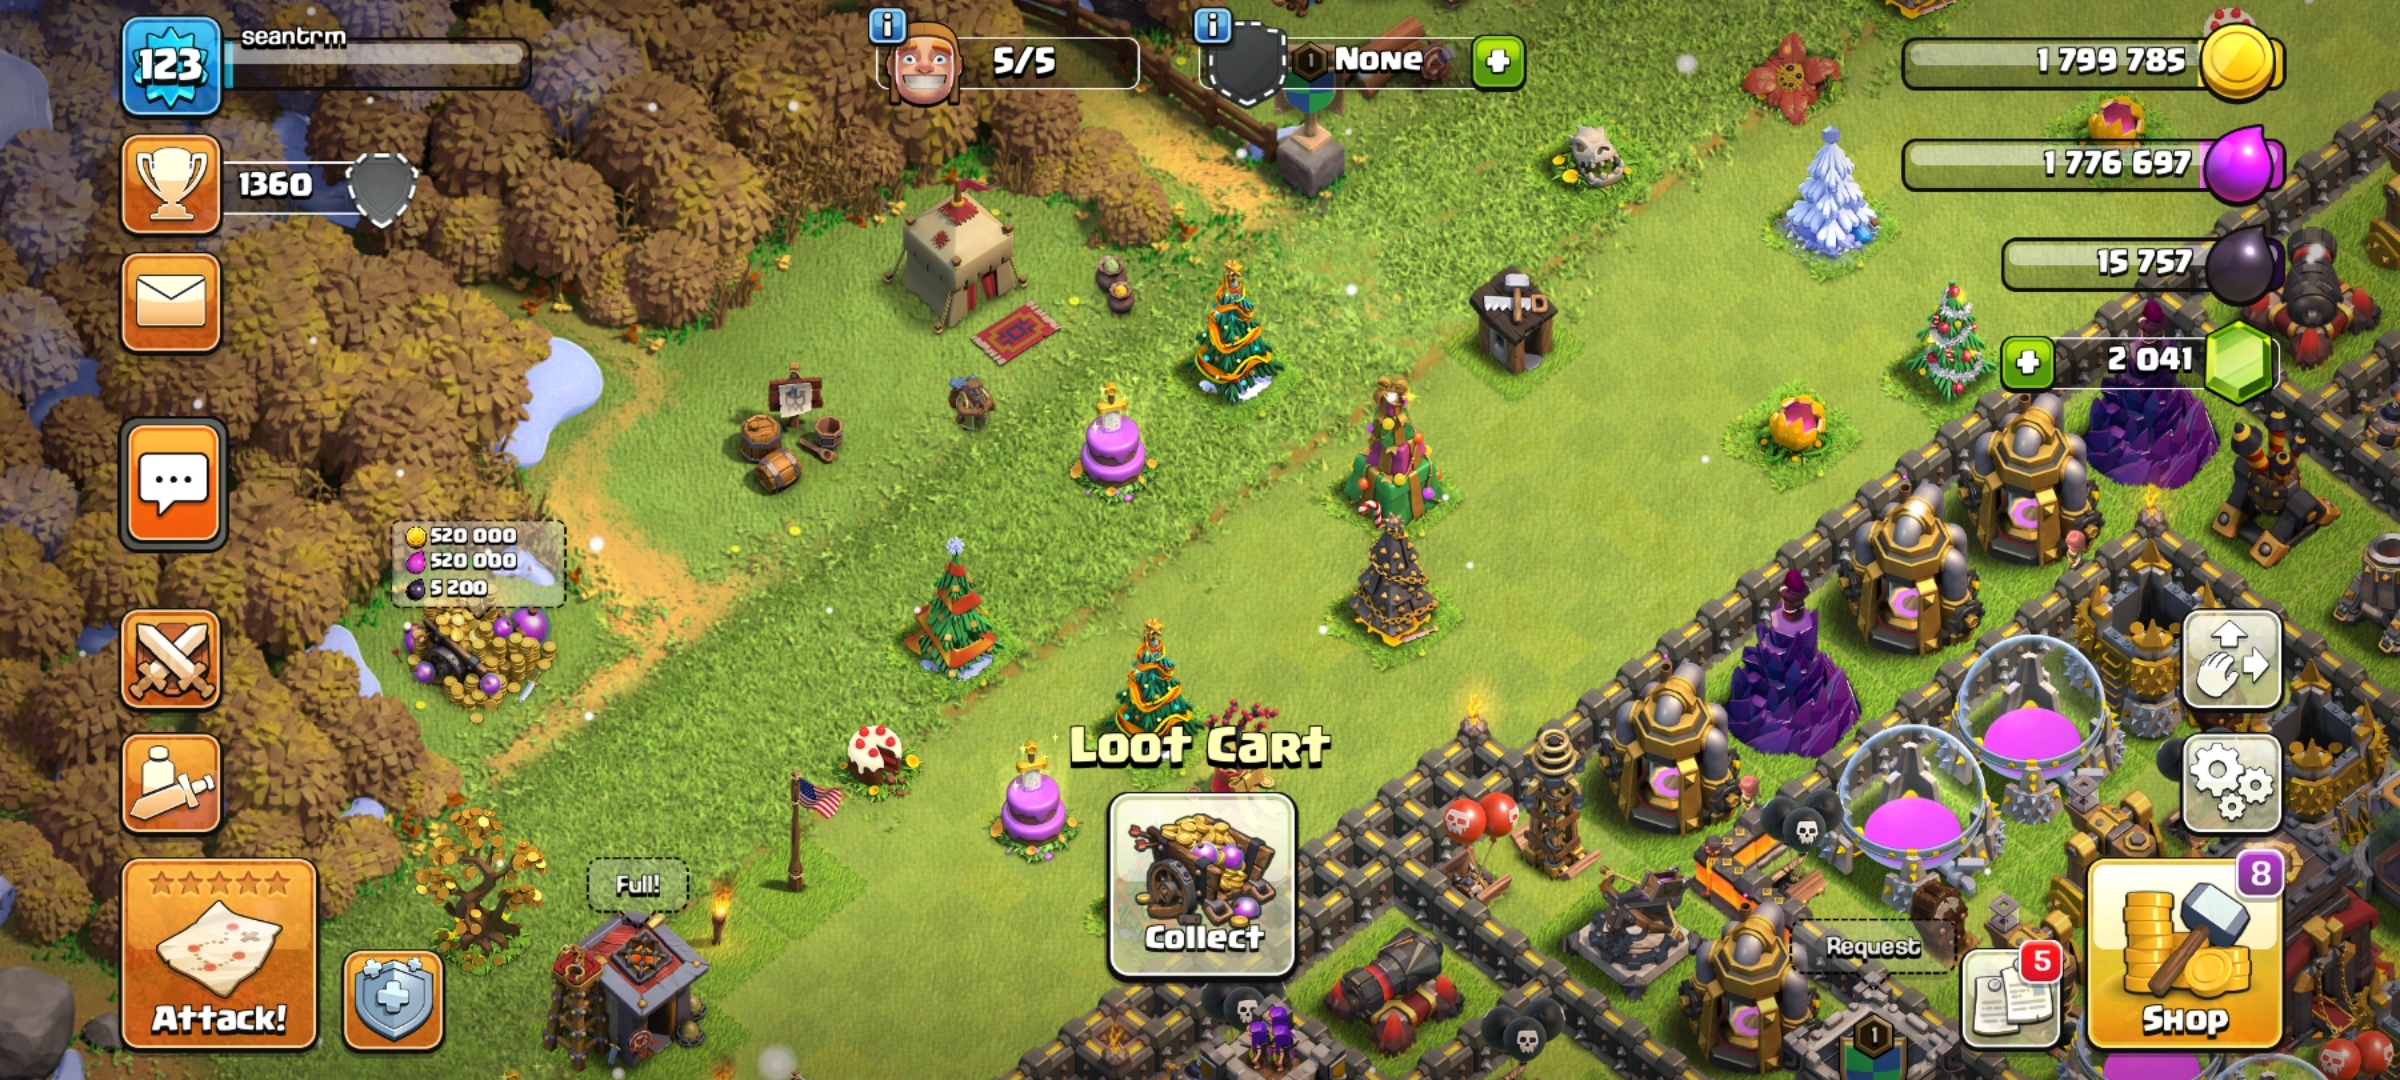 123
seantrm
5/5
None
1 799 785
1360
1 776 697
15 757
2 041
520 000
520 000
5 200
Loot Cart
Full!
Collect
Request
8
5
1
1
Attack!
Shop